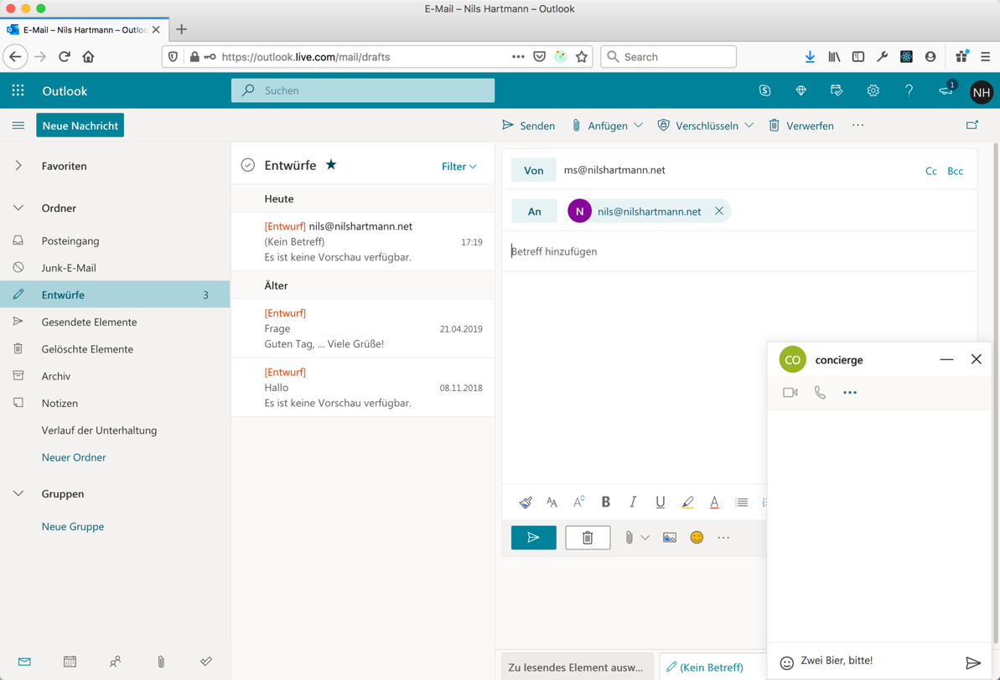 E-Mail – Nils Hartmann – Outlook
E-Mail – Nils Hartmann – Outloo
https://outlook.live.com/mail/drafts
Search
Outlook
Suchen
1
NH
Neue Nachricht
Senden
Anfügen
Verschlüsseln
Verwerfen
Favoriten
Ordner
Posteingang
Junk-E-Mail
Entwürfe 3
Gesendete Elemente
Gelöschte Elemente
Archiv
Notizen
Verlauf der Unterhaltung
Neuer Ordner
Gruppen
Neue Gruppe
Entwürfe
Filter
Heute
[Entwurf] nils@nilshartmann.net
(Kein Betreff) 17:19
Es ist keine Vorschau verfügbar.
Älter
[Entwurf]
Frage 21.04.2019
Guten Tag, ... Viele Grüße!
[Entwurf]
Hallo 08.11.2018
Es ist keine Vorschau verfügbar.
Von ms@nilshartmann.net Cc Bcc
An N nils@nilshartmann.net
Betreff hinzufügen
CO concierge
Zwei Bier, bitte!
Zu lesendes Element ausw...
(Kein Betreff)